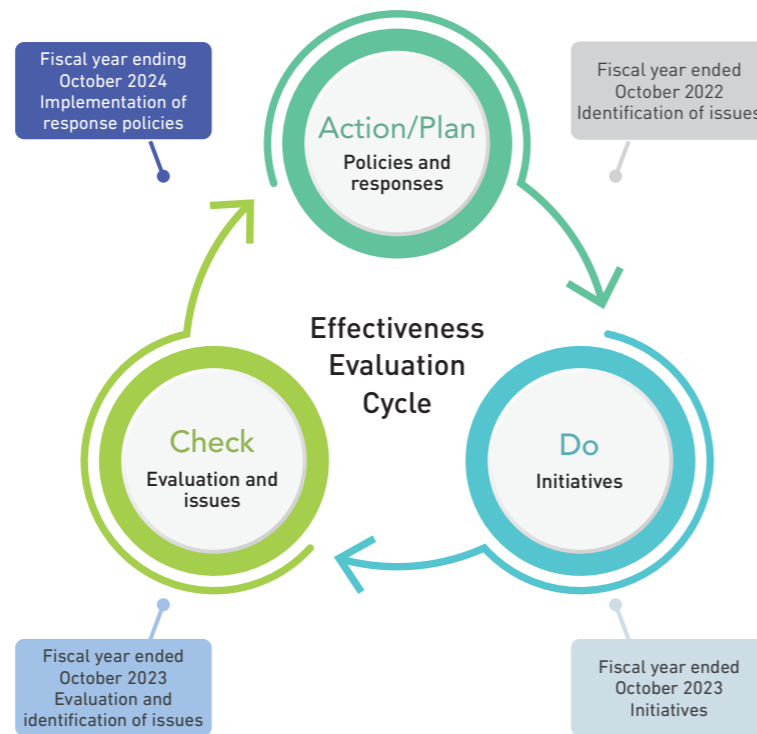 Fiscal year ending
October 2024
Implementation of
response policies
Action/Plan
Policies and
responses
Fiscal year ended
October 2022
Identification of issues
Effectiveness
Evaluation
Cycle
Check
Evaluation and
issues
Do
Initiatives
Fiscal year ended
October 2023
Evaluation and
identification of issues
Fiscal year ended
October 2023
Initiatives